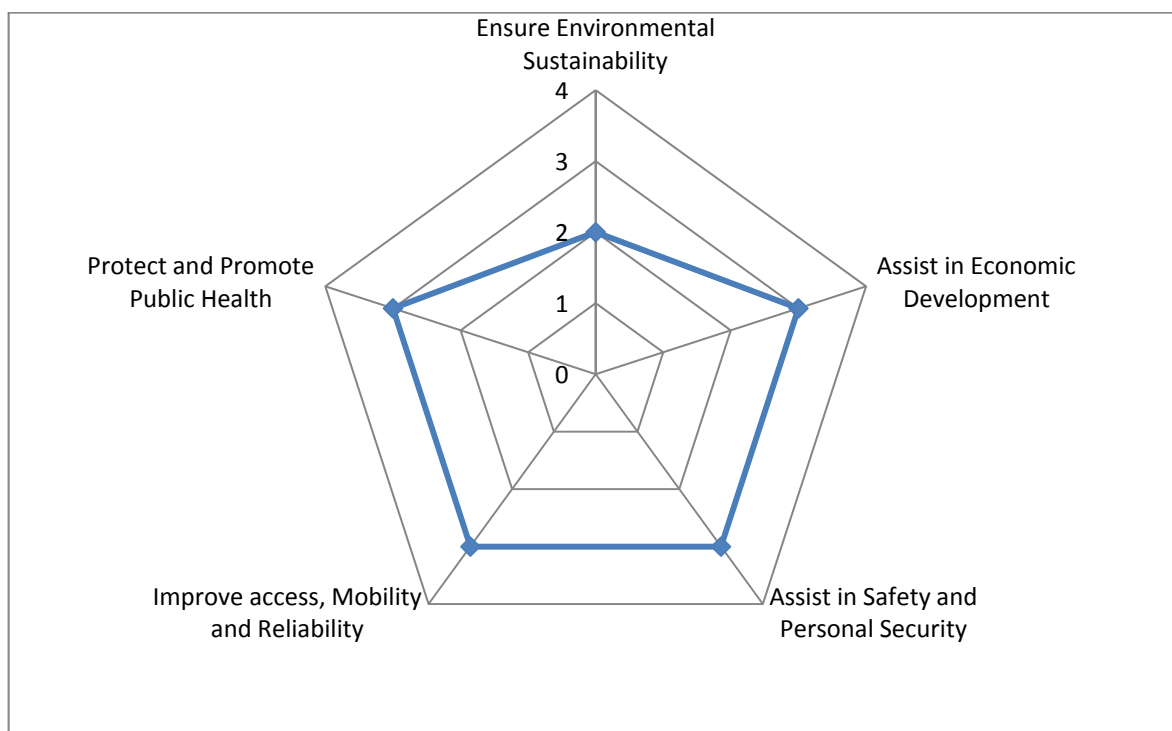 Ensure Environmental
Sustainability
4
3
2
1
0
Assist in Economic
Development
Assist in Safety and
Personal Security
Improve access, Mobility
and Reliability
Protect and Promote
Public Health